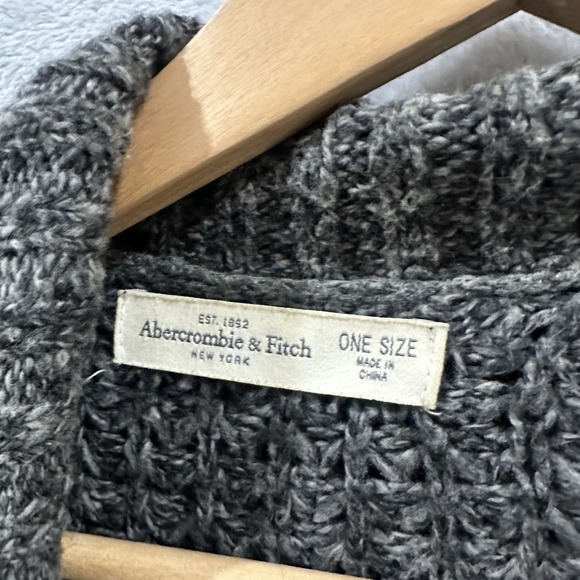 EST. 1892
Abercrombie & Fitch
NEW YORK
ONE SIZE
MADE IN
CHINA